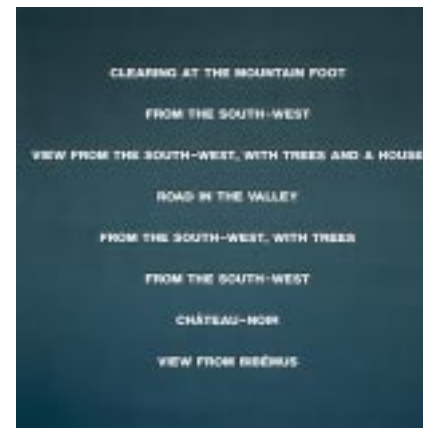 CLEARING AT THE MOUNTAIN FOOT
FROM THE SOUTH-WEST
VIEW FROM THE SOUTH-WEST, WITH TREES AND A HOUSE
ROAD IN THE VALLEY
FROM THE SOUTH-WEST, WITH TREES
FROM THE SOUTH-WEST
CHÂTEAU-NOIR
VIEW FROM BIBÉMUS